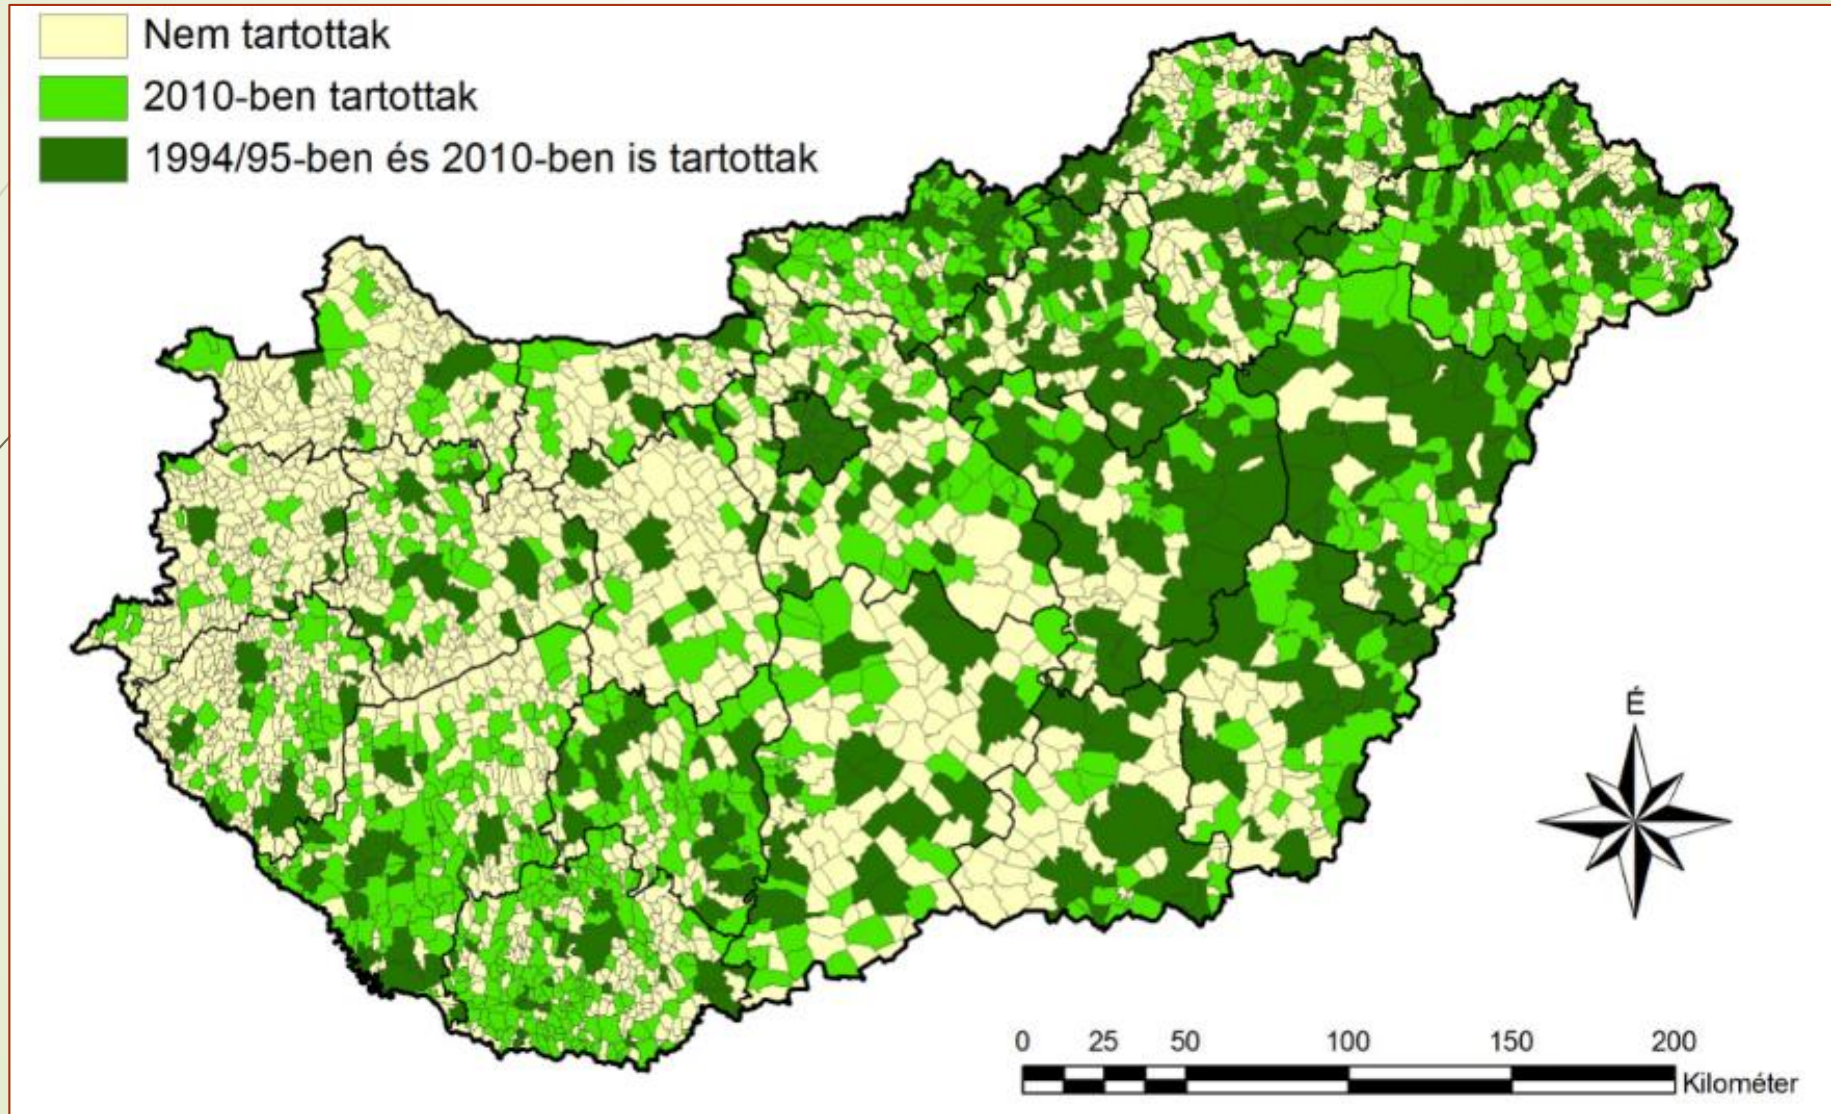 Nem tartottak
2010-ben tartottak
1994/95-ben és 2010-ben is tartottak
É
0 25 50 100 150 200
Kilométer